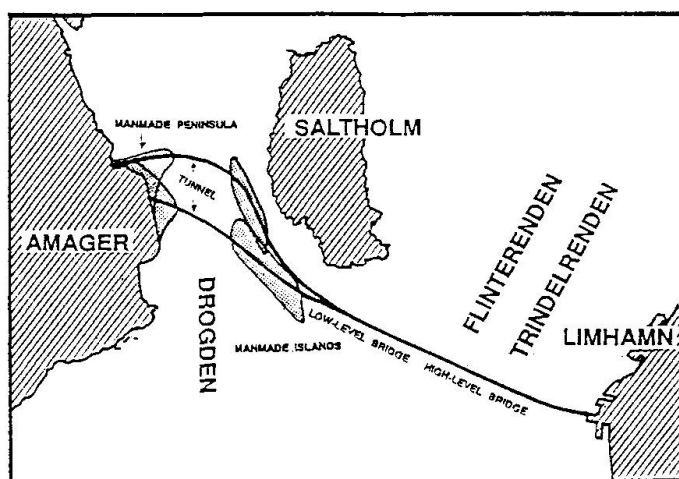 MANMADE PENINSULA
SALTHOLM
TUNNEL
AMAGER
DROGDEN
FLINTERENDEN
TRINDELRENDEN
LIMHAMN
LOW-LEVEL BRIDGE
HIGH-LEVEL BRIDGE
MANMADE ISLANDS